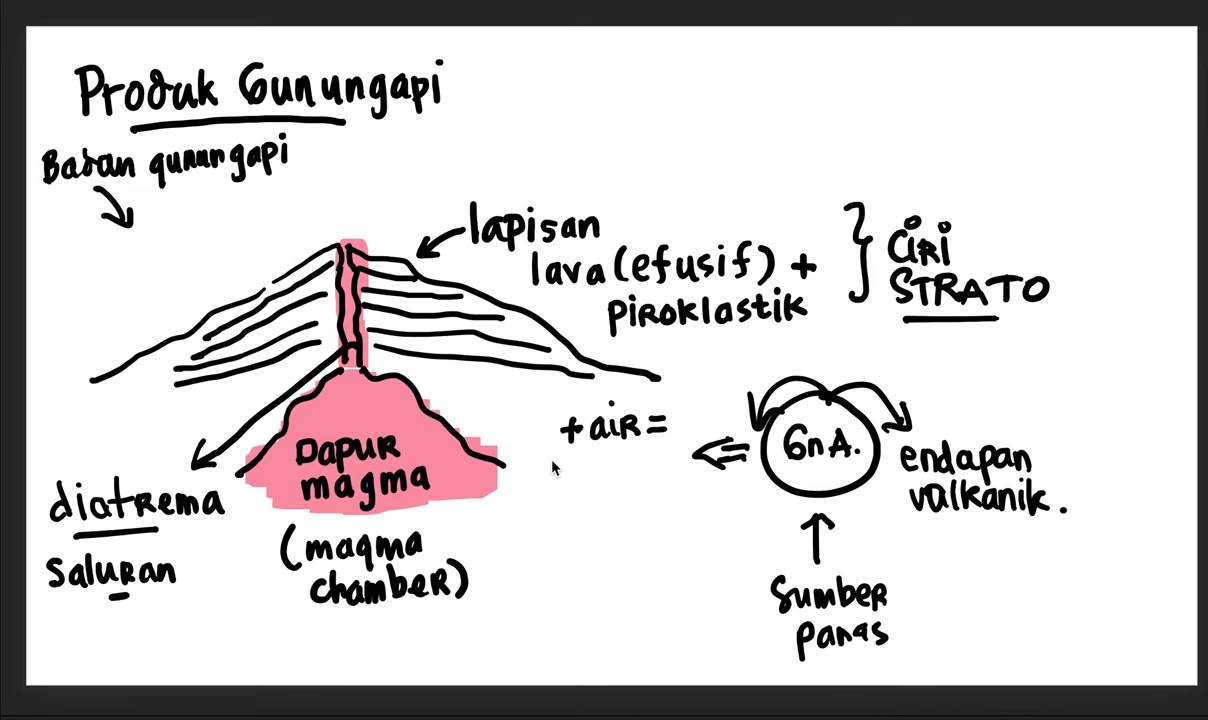 Produk Gunungapi
Badan gunungapi
lapisan
lava (efusif) +
piroklastik
CIRI
STRATO
Dapur
magma
(magma
chamber)
diatrema
saluran
+ air =
GnA.
endapan
valkanik.
Sumber
panas